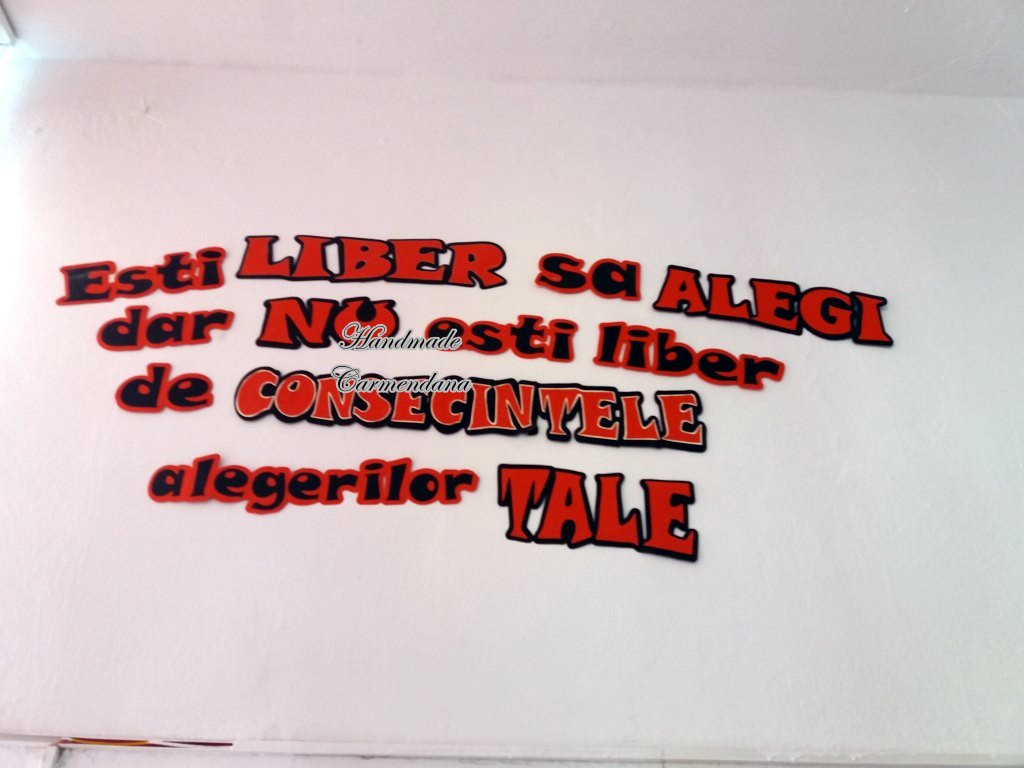 Esti LIBER sa ALEGI
dar NU esti liber
de CONSECINTELE
alegerilor TALE
Handmade
Carmendana